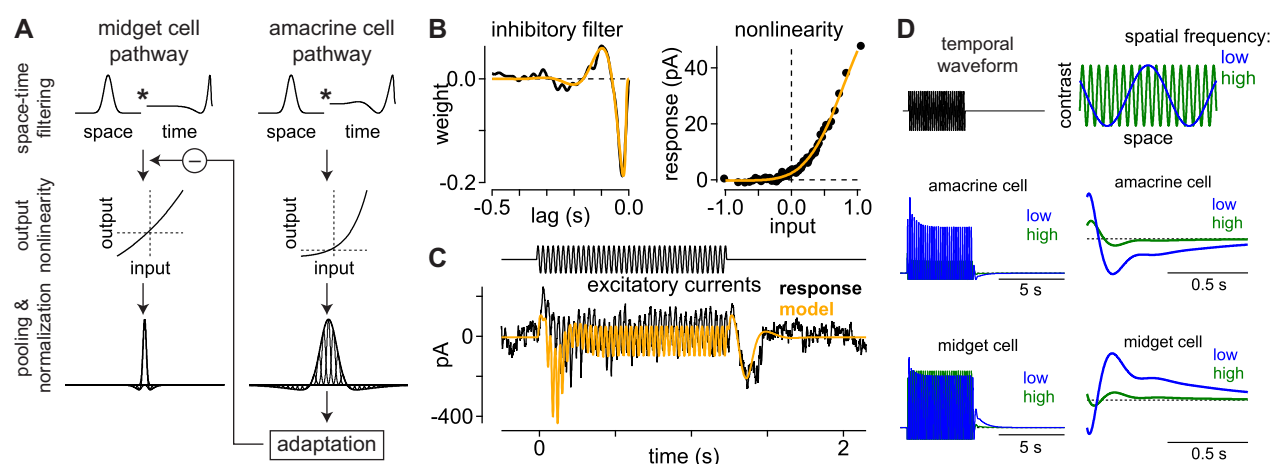 A
midget cell
pathway
amacrine cell
pathway
space-time
filtering
*
space
time
*
space
time
−
output
nonlinearity
output
input
output
input
pooling &
normalization
adaptation
B
inhibitory filter
weight
0.0
-0.2
-0.5
0.0
lag (s)
nonlinearity
response (pA)
40
20
0
-1.0
0.0
1.0
input
C
excitatory currents
response
model
pA
0
-400
0
2
time (s)
D
temporal
waveform
spatial frequency:
low
high
contrast
space
amacrine cell
low
high
5 s
amacrine cell
low
high
0.5 s
midget cell
low
high
5 s
midget cell
low
high
0.5 s